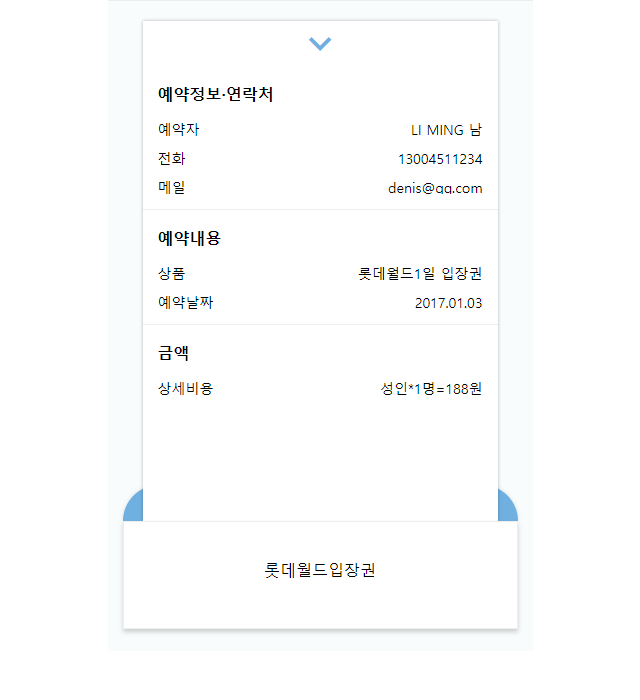 예약정보·연락처
예약자 LI MING 남
전화 13004511234
메일 denis@qq.com
예약내용
상품 롯데월드1일 입장권
예약날짜 2017.01.03
금액
상세비용 성인*1명=188원
롯데월드입장권